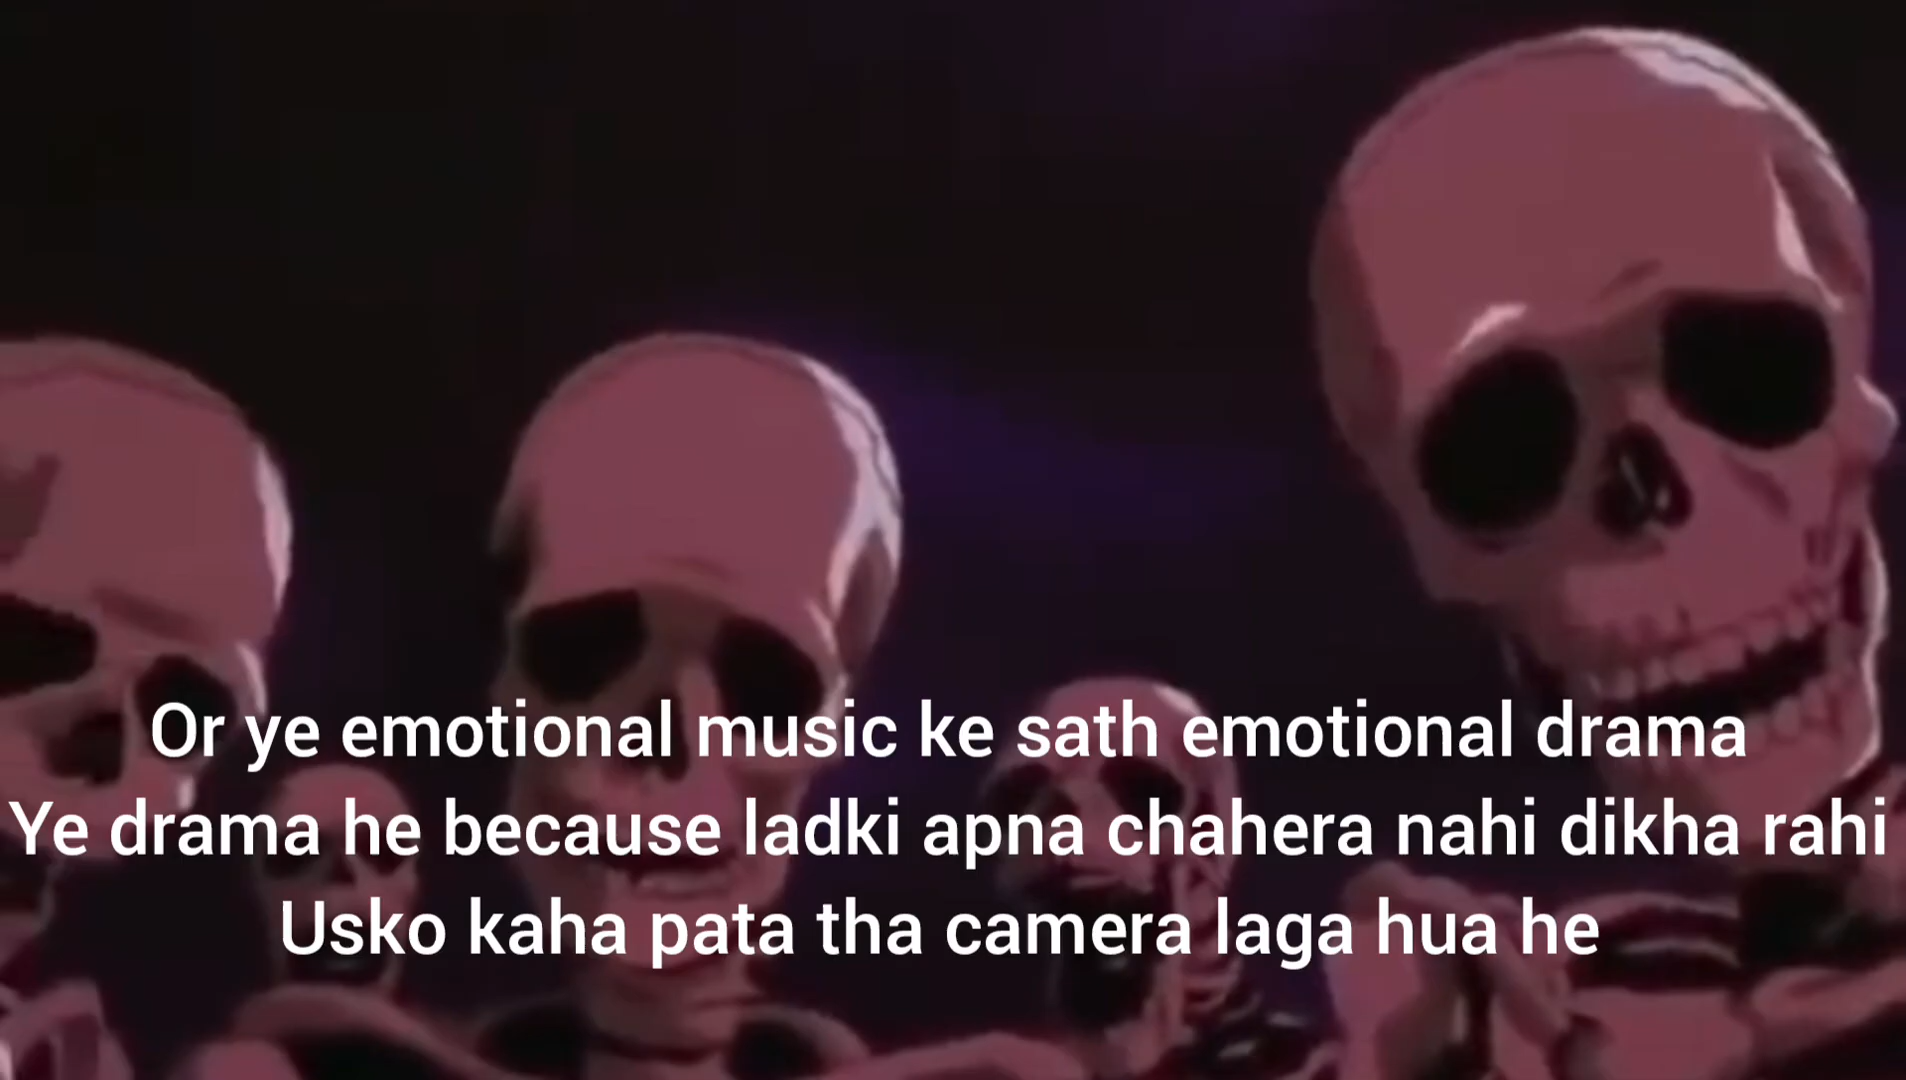 Or ye emotional music ke sath emotional drama
Ye drama he because ladki apna chahera nahi dikha rahi
Usko kaha pata tha camera laga hua he